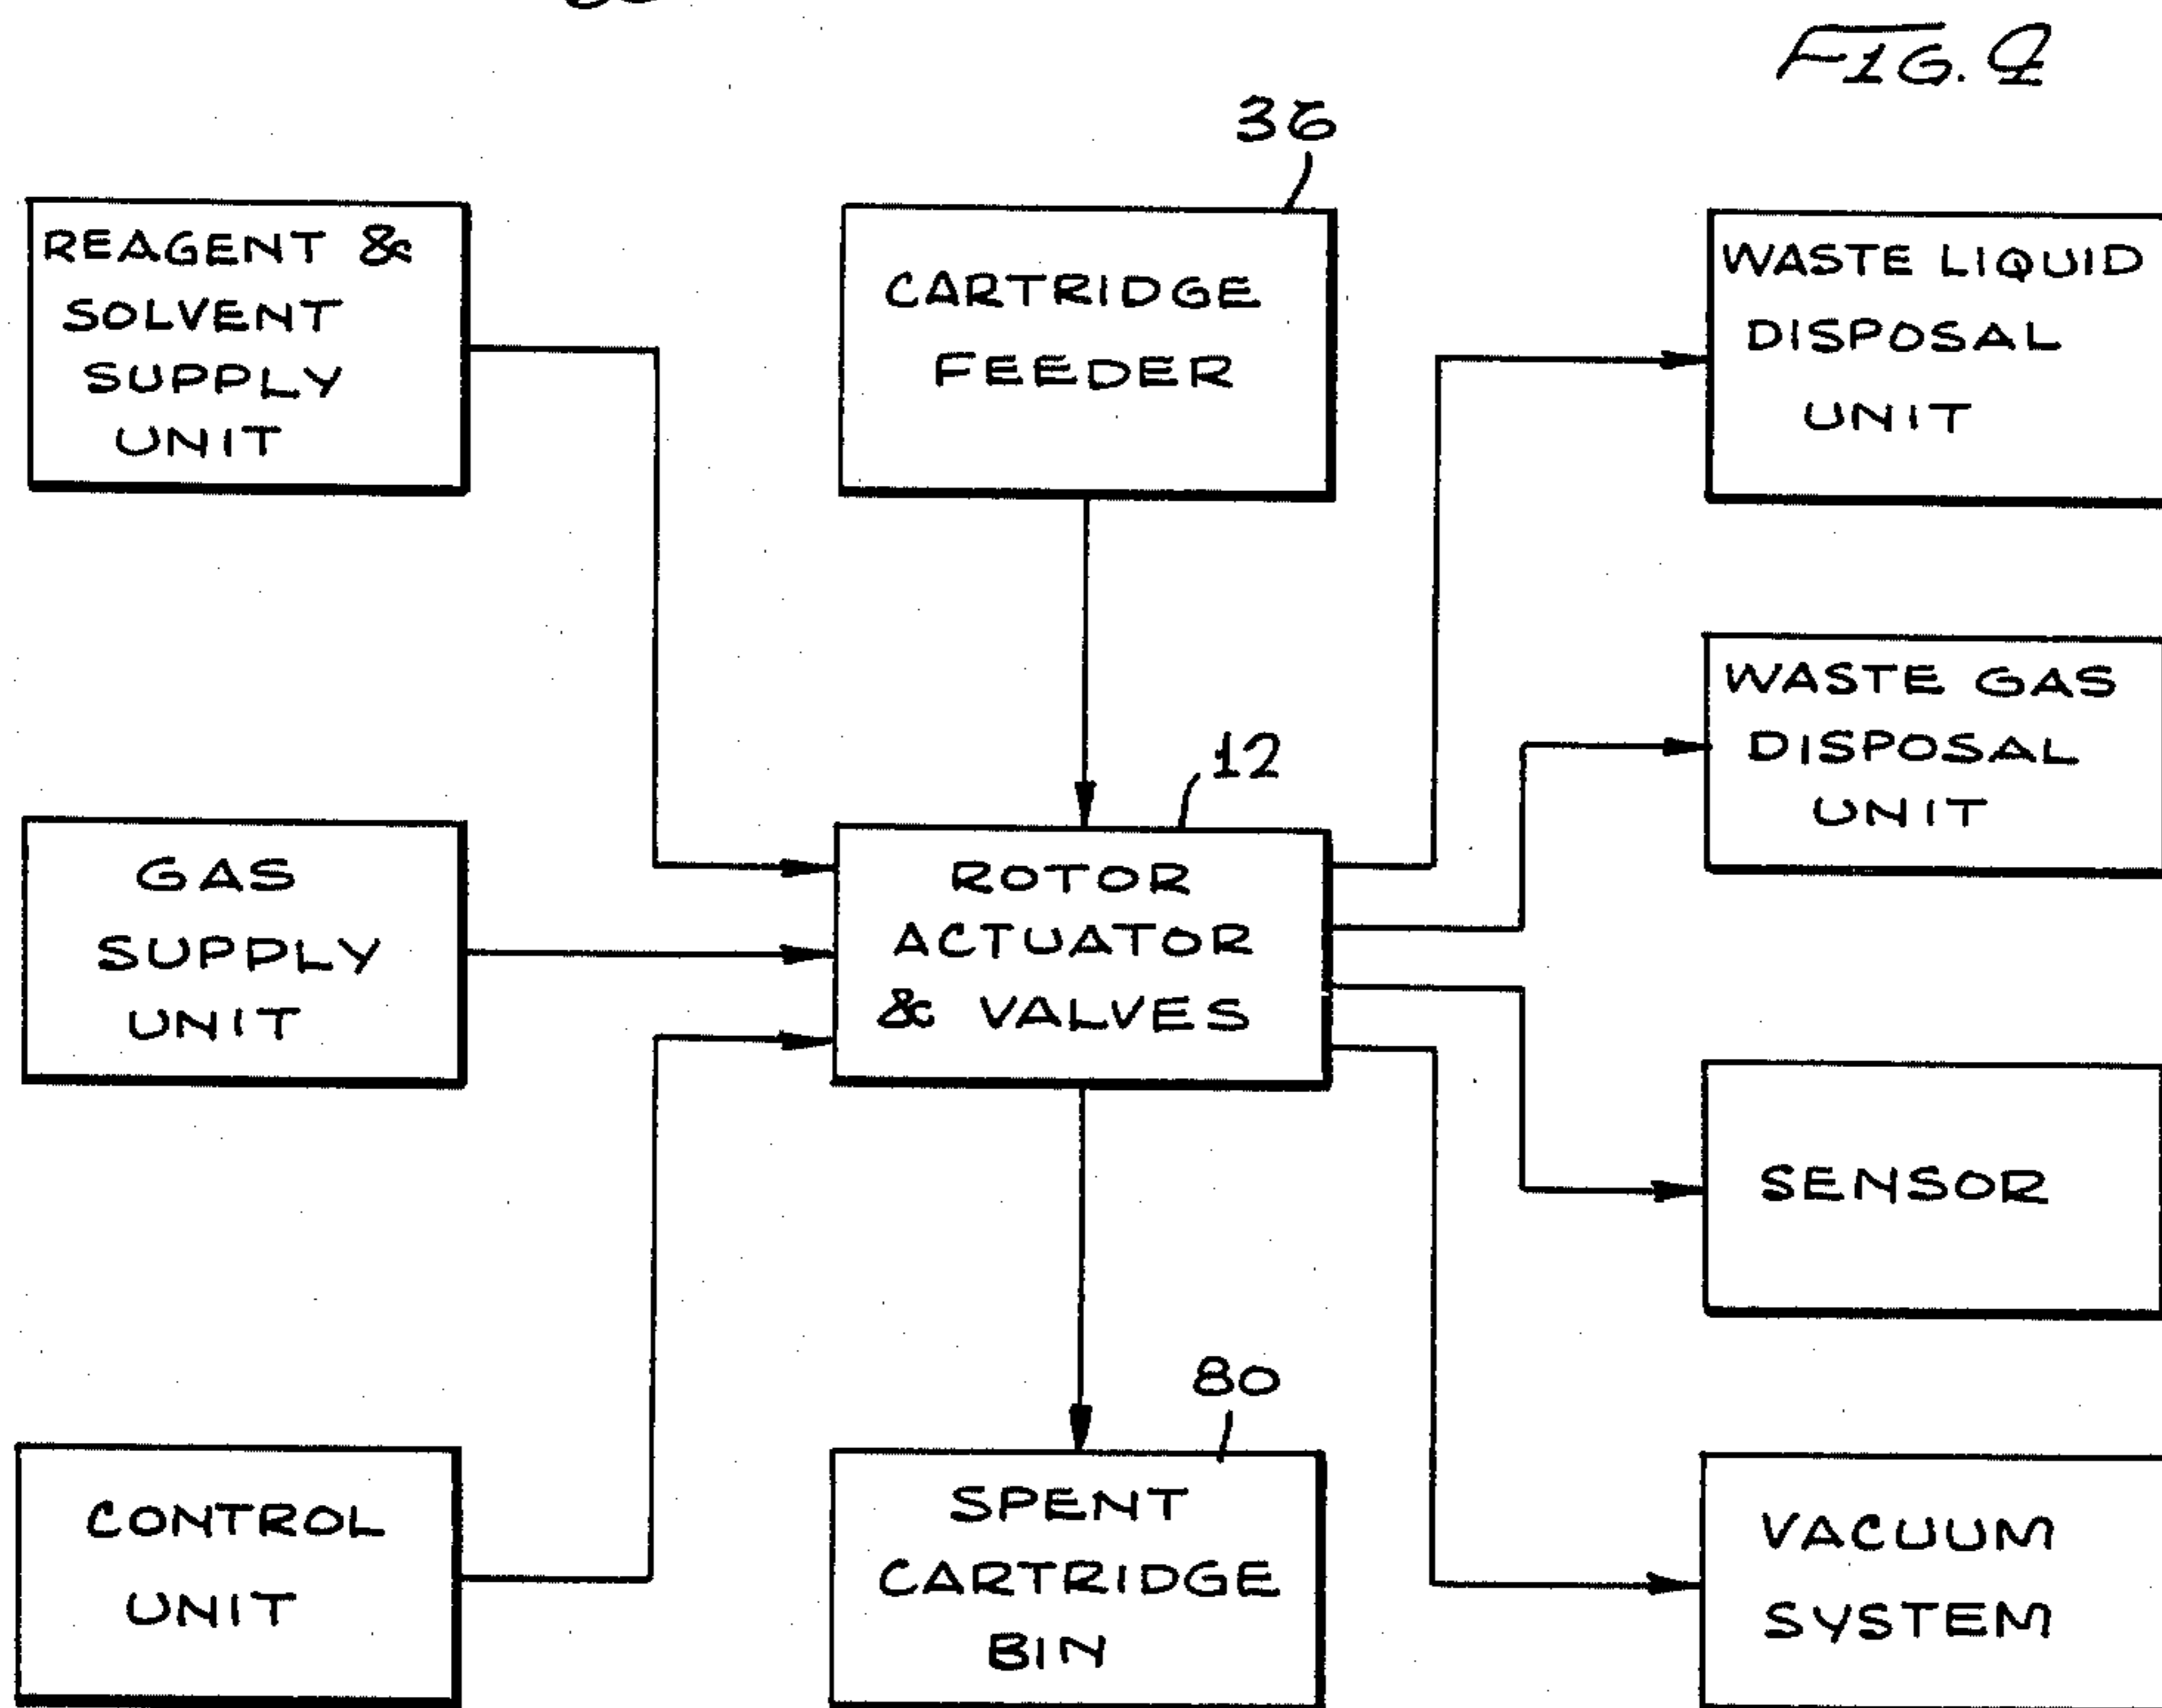 FIG. 9
36
REAGENT &
SOLVENT
SUPPLY
UNIT
CARTRIDGE
FEEDER
WASTE LIQUID
DISPOSAL
UNIT
WASTE GAS
DISPOSAL
UNIT
12
GAS
SUPPLY
UNIT
ROTOR
ACTUATOR
& VALVES
SENSOR
80
CONTROL
UNIT
SPENT
CARTRIDGE
BIN
VACUUM
SYSTEM